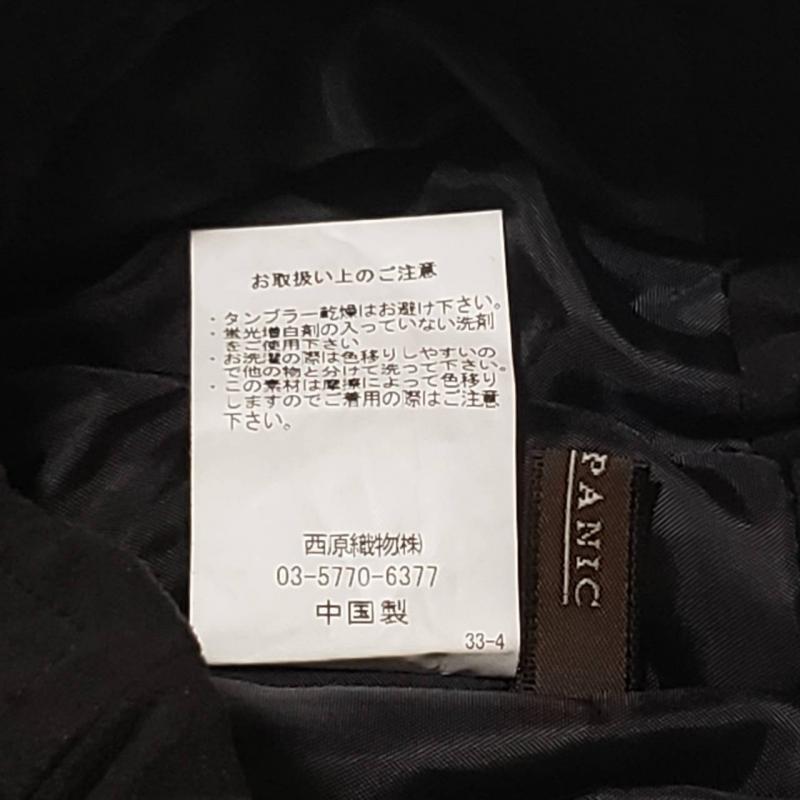 お取扱い上のご注意
・タンブラー乾燥はお避け下さい。
・蛍光増白剤の入っていない洗剤
をご使用下さい
・お洗濯の際は色移りしやすいの
で他の物と分けて洗って下さい。
・この素材は摩擦によって色移り
しますのでご着用の際はご注意
下さい。
西原織物(株)
03-5770-6377
中国製
33-4
PANIC